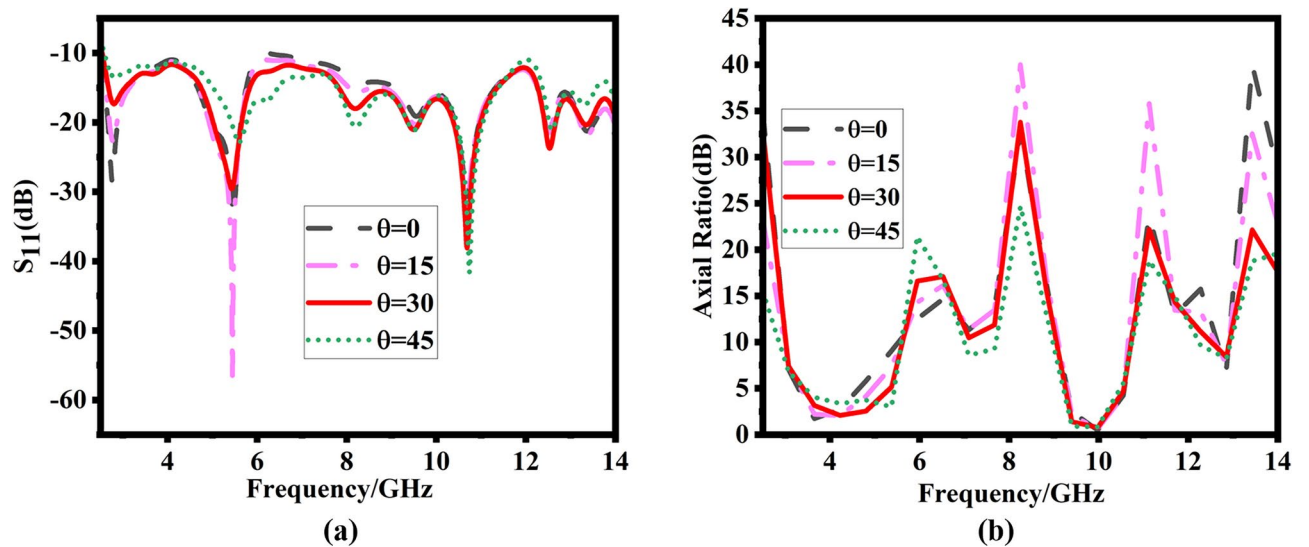 -10
-20
-30
-40
-50
-60
S11(dB)
θ=0
θ=15
θ=30
θ=45
4 6 8 10 12 14
Frequency/GHz
(a)
45
40
35
30
25
20
15
10
5
0
Axial Ratio(dB)
θ=0
θ=15
θ=30
θ=45
4 6 8 10 12 14
Frequency/GHz
(b)